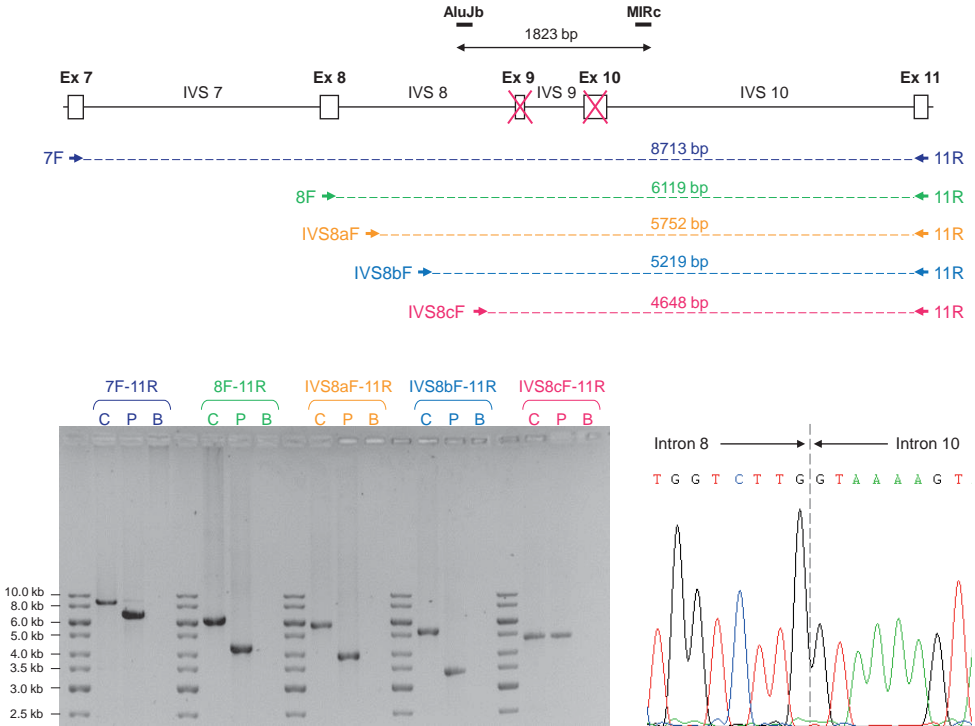 AluJb MIRc
1823 bp
Ex 7 Ex 8 Ex 9 Ex 10 Ex 11
IVS 7 IVS 8 IVS 9 IVS 10
7F 8713 bp 11R
8F 6119 bp 11R
IVS8aF 5752 bp 11R
IVS8bF 5219 bp 11R
IVS8cF 4648 bp 11R
7F-11R 8F-11R IVS8aF-11R IVS8bF-11R IVS8cF-11R
C P B C P B C P B C P B C P B
10.0 kb
8.0 kb
6.0 kb
5.0 kb
4.0 kb
3.5 kb
3.0 kb
2.5 kb
Intron 8 Intron 10
T G G T C T T G G T A A A A G T